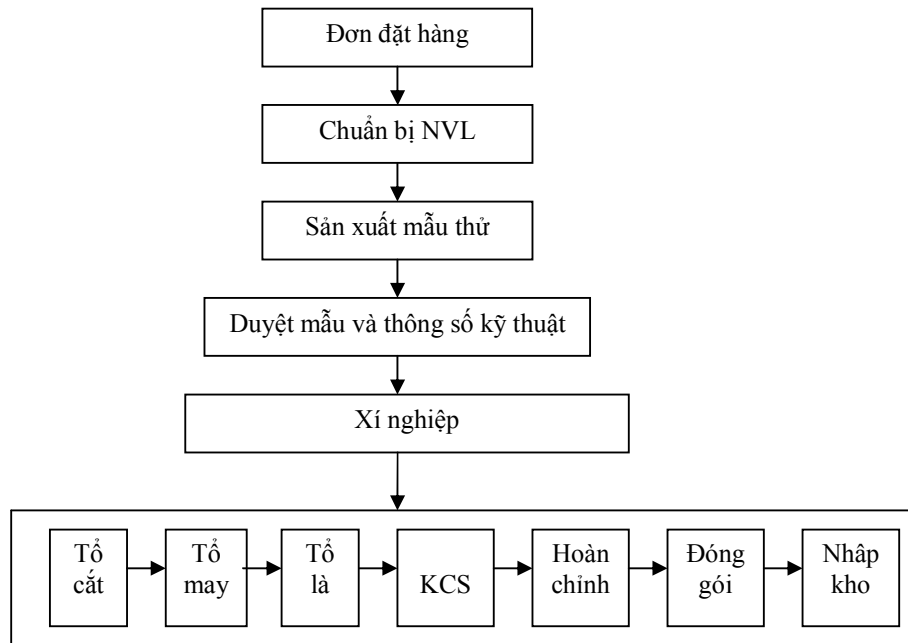 Đơn đặt hàng
Chuẩn bị NVL
Sản xuất mẫu thử
Duyệt mẫu và thông số kỹ thuật
Xí nghiệp
Tổ
cắt
Tổ
may
Tổ
là
KCS
Hoàn
chỉnh
Đóng
gói
Nhâp
kho